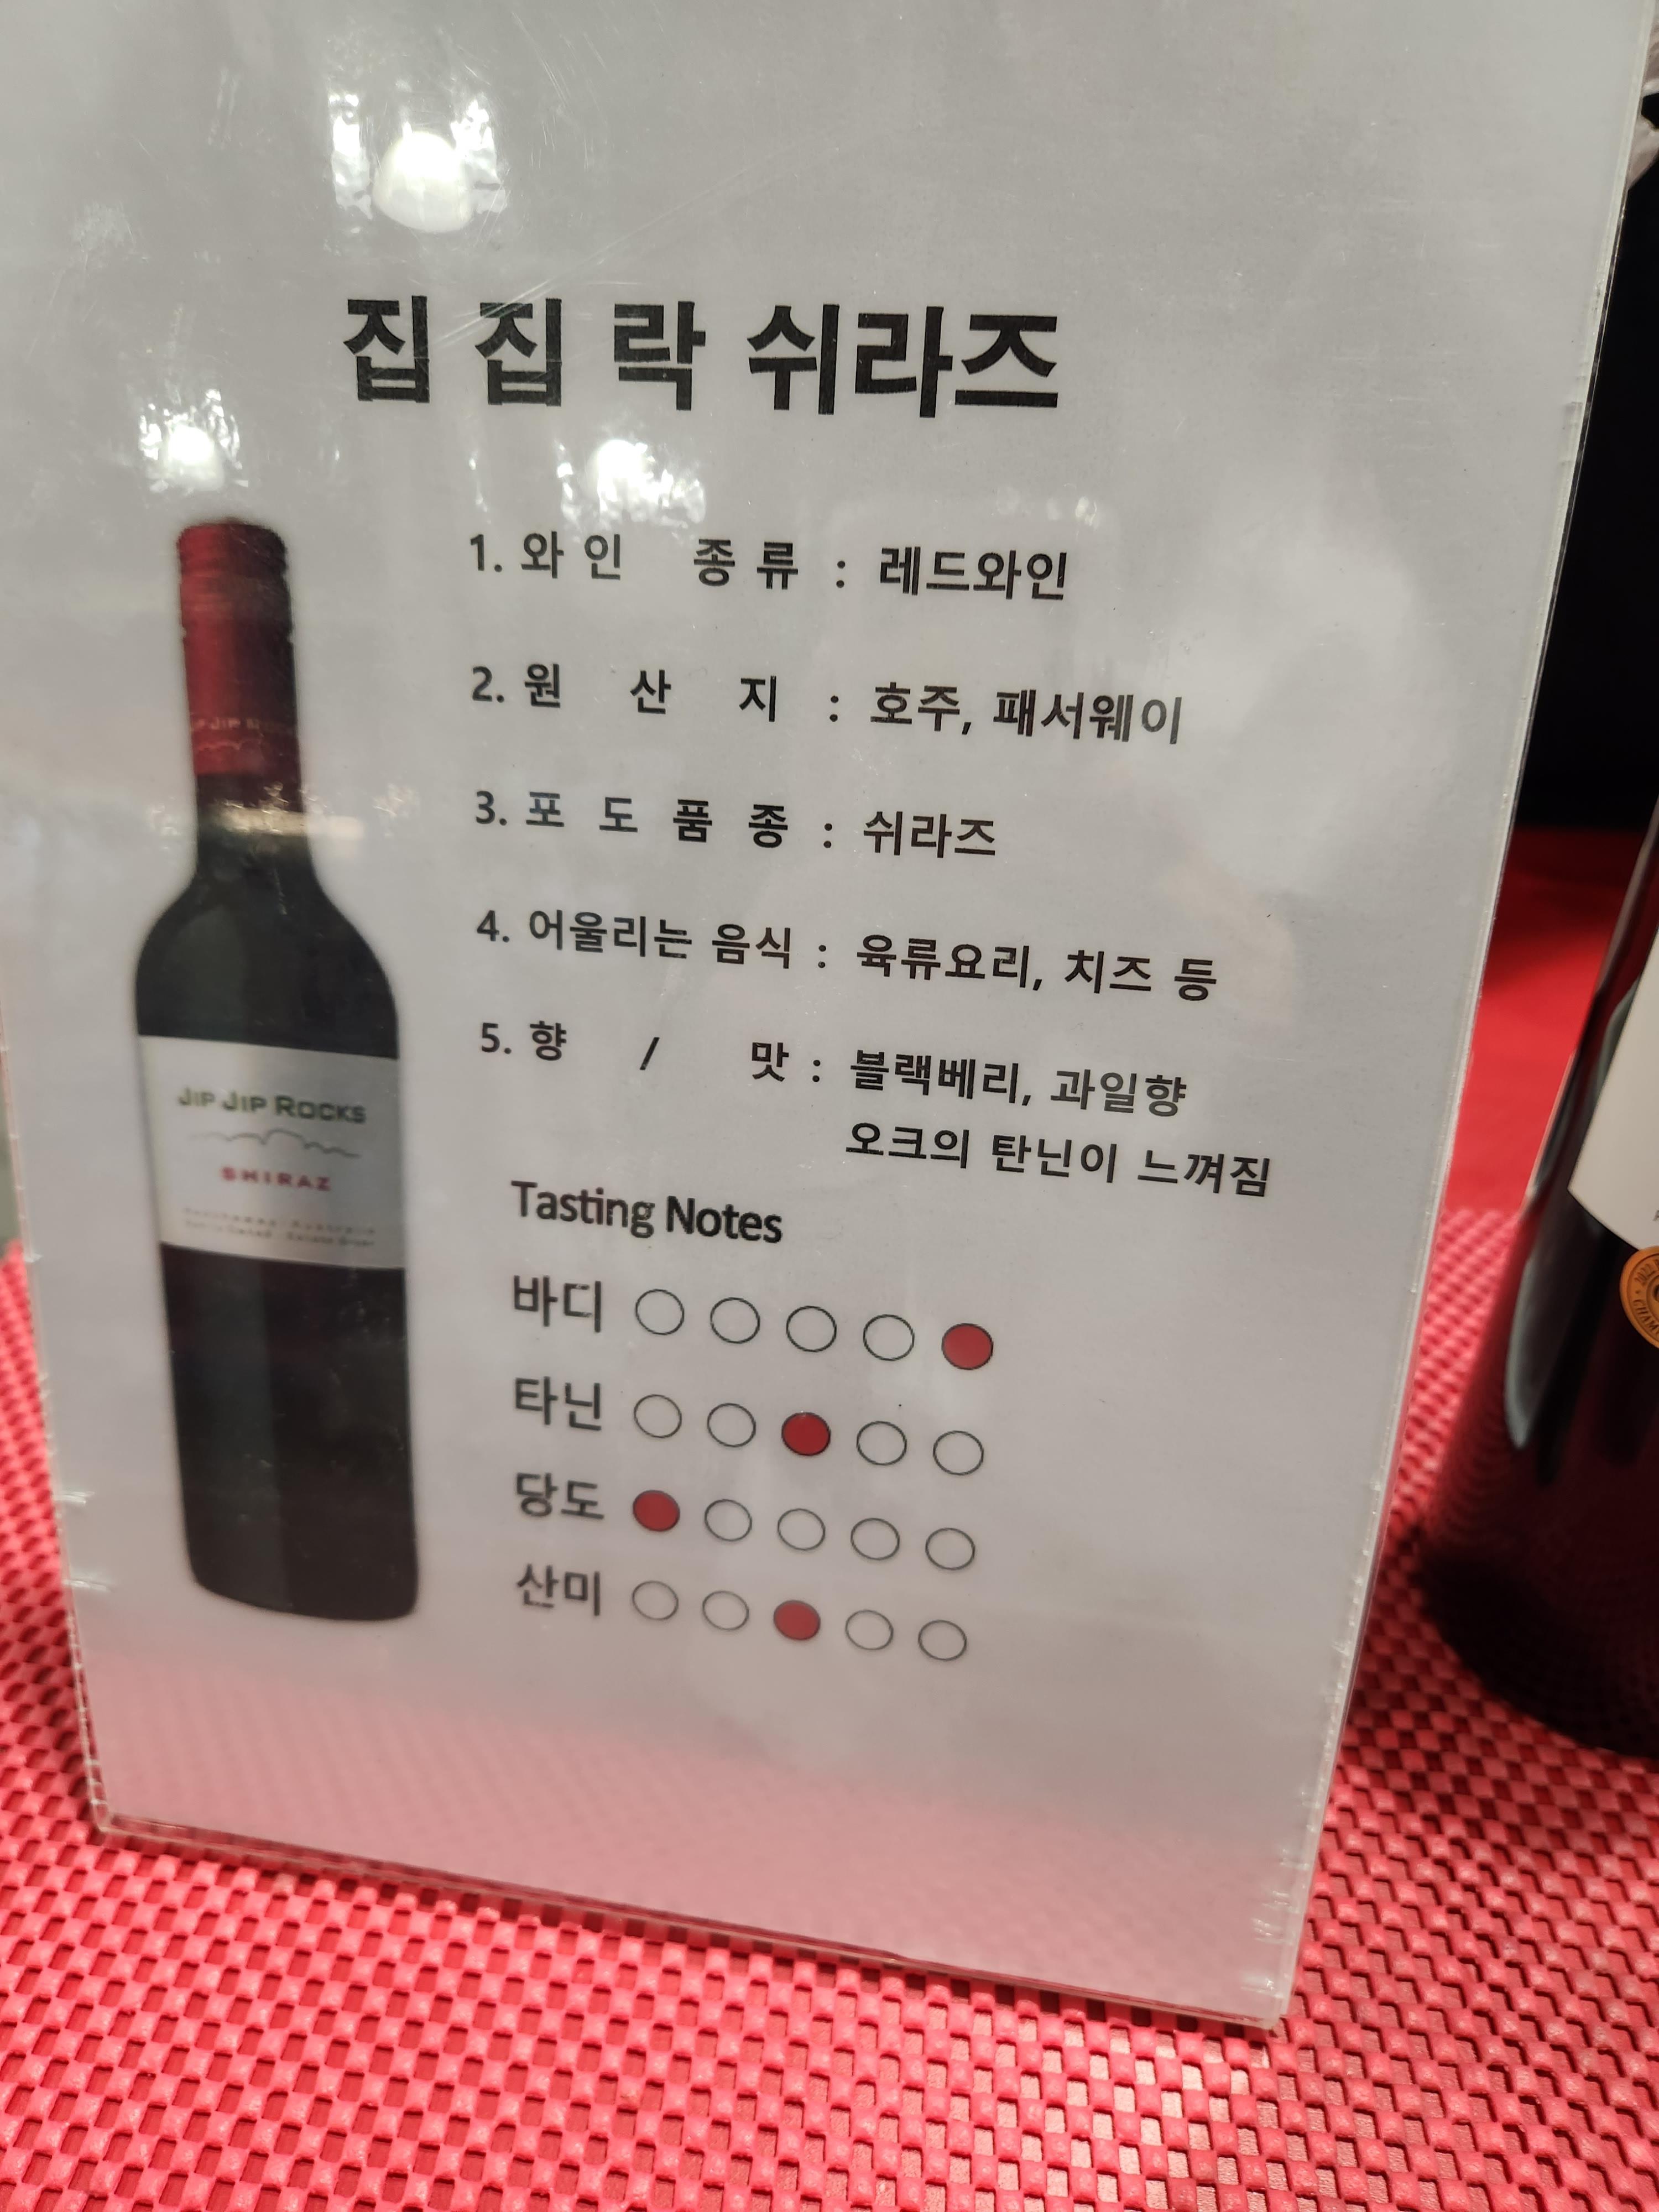 집 집 락 쉬라즈
1. 와 인 종 류 : 레드와인
2. 원 산 지 : 호주, 패서웨이
3. 포 도 품 종 : 쉬라즈
4. 어울리는 음식 : 육류요리, 치즈 등
5. 향 / 맛 : 블랙베리, 과일향
오크의 탄닌이 느껴짐
Tasting Notes
바디
타닌
당도
산미
JIP JIP ROCKS
SHIRAZ